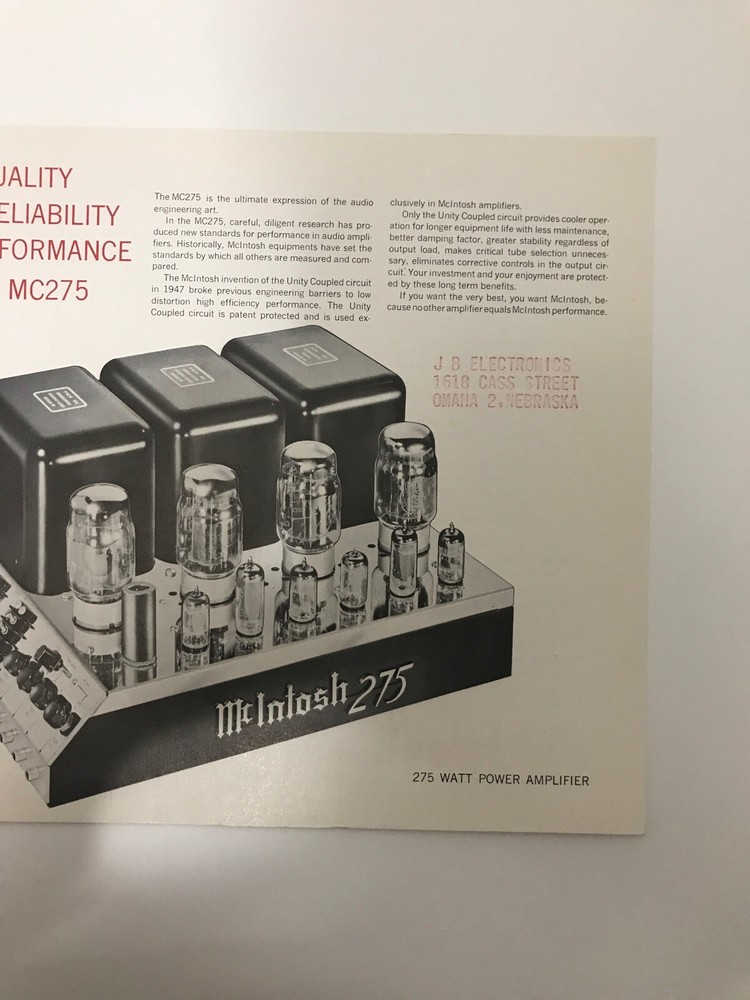 UALITY
ELIABILITY
FORMANCE
MC275
The MC275 is the ultimate expression of the audio
engineering art.
In the MC275, careful, diligent research has pro-
duced new standards for performance in audio ampli-
fiers. Historically, McIntosh equipments have set the
standards by which all others are measured and com-
pared.
The McIntosh invention of the Unity Coupled circuit
in 1947 broke previous engineering barriers to low
distortion high efficiency performance. The Unity
Coupled circuit is patent protected and is used ex-
clusively in McIntosh amplifiers.
Only the Unity Coupled circuit provides cooler oper-
ation for longer equipment life with less maintenance,
better damping factor, greater stability regardless of
output load, makes critical tube selection unneces-
sary, eliminates corrective controls in the output cir-
cuit. Your investment and your enjoyment are protect-
ed by these long term benefits.
If you want the very best, you want McIntosh, be-
cause no other amplifier equals McIntosh performance.
J B ELECTRONICS
1618 CASS STREET
OMAHA 2, NEBRASKA
McIntosh 275
275 WATT POWER AMPLIFIER